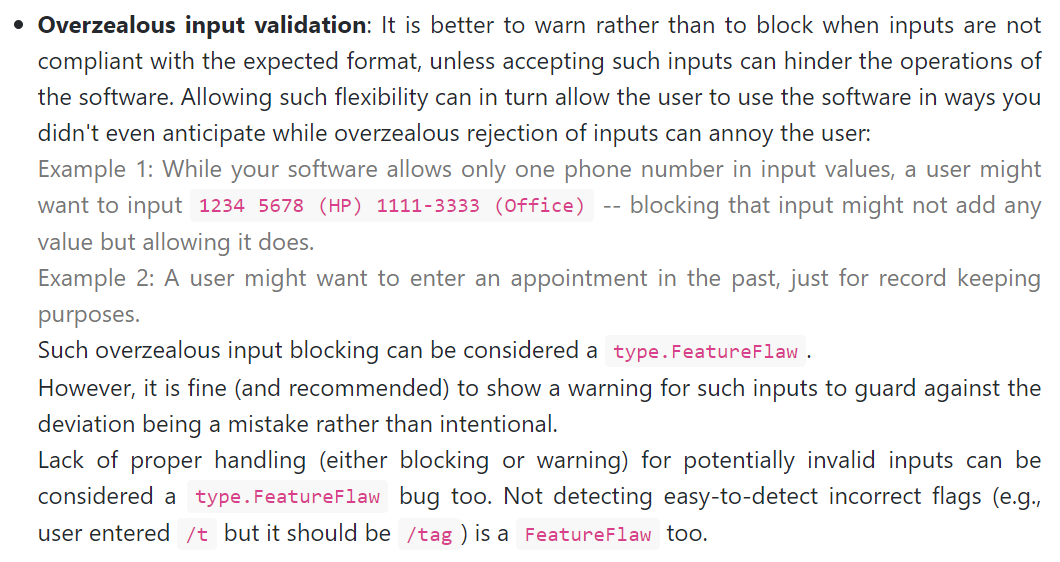 Overzealous input validation: It is better to warn rather than to block when inputs are not
compliant with the expected format, unless accepting such inputs can hinder the operations of
the software. Allowing such flexibility can in turn allow the user to use the software in ways you
didn't even anticipate while overzealous rejection of inputs can annoy the user:
Example 1: While your software allows only one phone number in input values, a user might
want to input 1234 5678 (HP) 1111-3333 (Office) -- blocking that input might not add any
value but allowing it does.
Example 2: A user might want to enter an appointment in the past, just for record keeping
purposes.
Such overzealous input blocking can be considered a type.FeatureFlaw.
However, it is fine (and recommended) to show a warning for such inputs to guard against the
deviation being a mistake rather than intentional.
Lack of proper handling (either blocking or warning) for potentially invalid inputs can be
considered a type.FeatureFlaw bug too. Not detecting easy-to-detect incorrect flags (e.g.,
user entered /t but it should be /tag ) is a FeatureFlaw too.